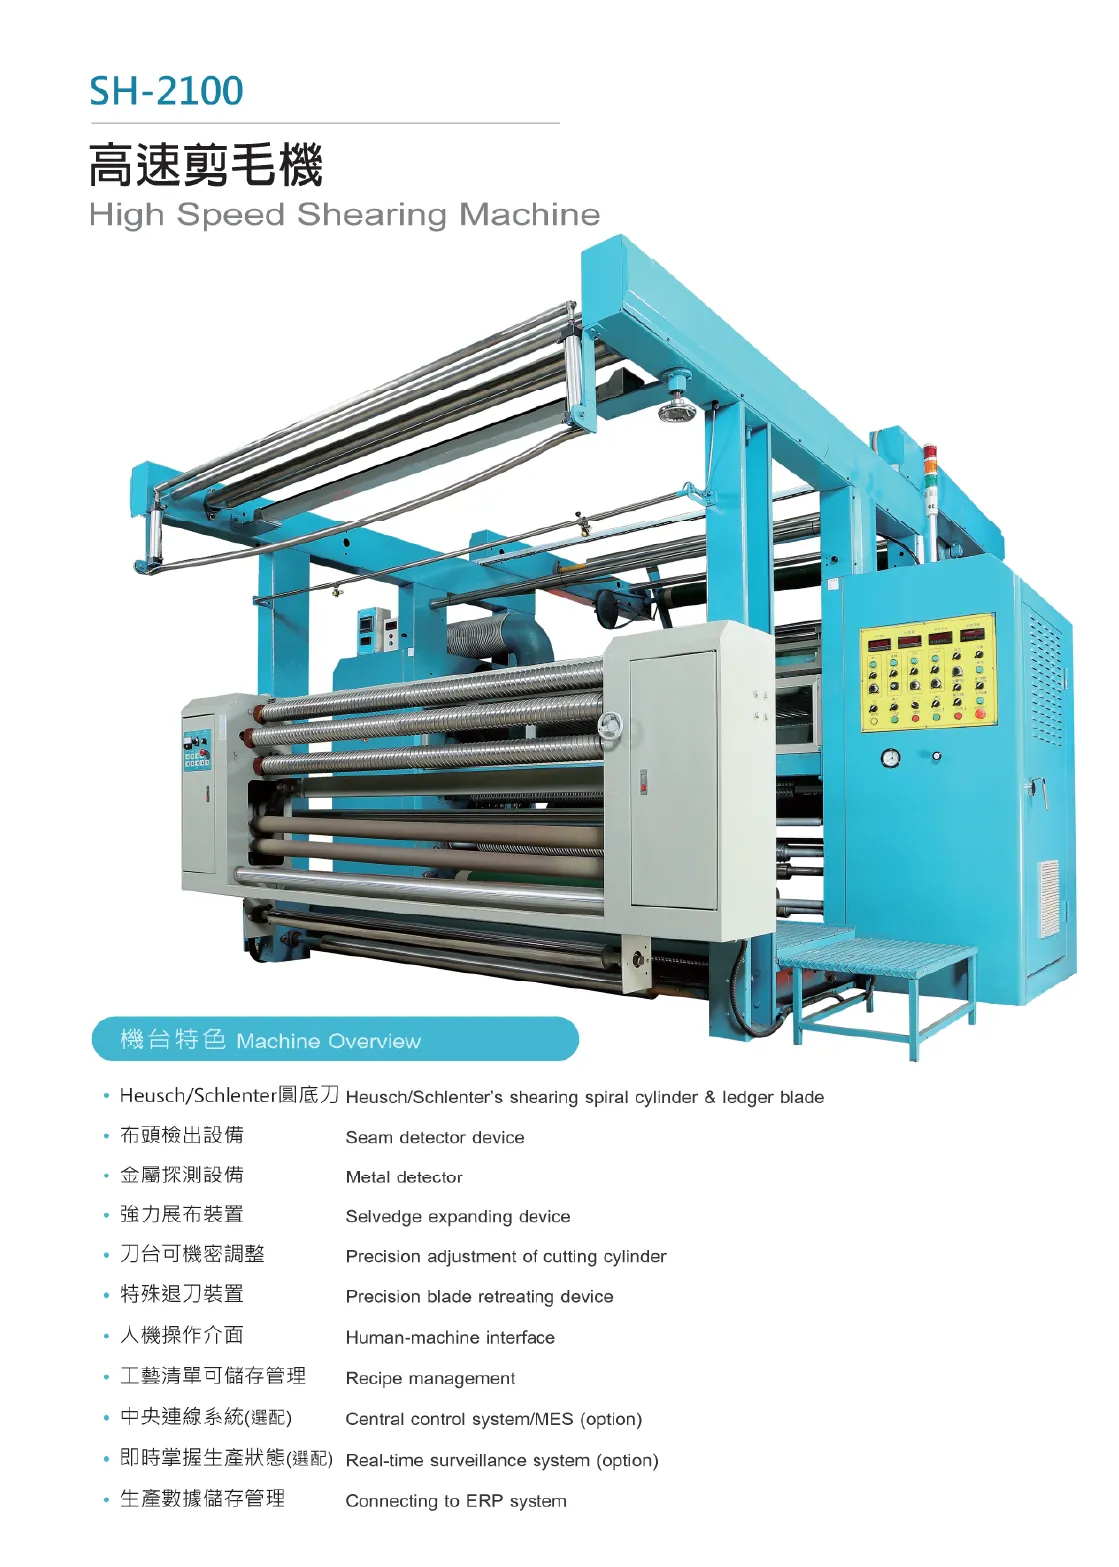 SH-2100
高速剪毛機
High Speed Shearing Machine
機台特色 Machine Overview
• Heusch/Schlenter圓底刀 Heusch/Schlenter's shearing spiral cylinder & ledger blade
• 布頭檢出設備 Seam detector device
• 金屬探測設備 Metal detector
• 強力展布裝置 Selvedge expanding device
• 刀台可機密調整 Precision adjustment of cutting cylinder
• 特殊退刀裝置 Precision blade retreating device
• 人機操作介面 Human-machine interface
• 工藝清單可儲存管理 Recipe management
• 中央連線系統(選配) Central control system/MES (option)
• 即時掌握生產狀態(選配) Real-time surveillance system (option)
• 生產數據儲存管理 Connecting to ERP system